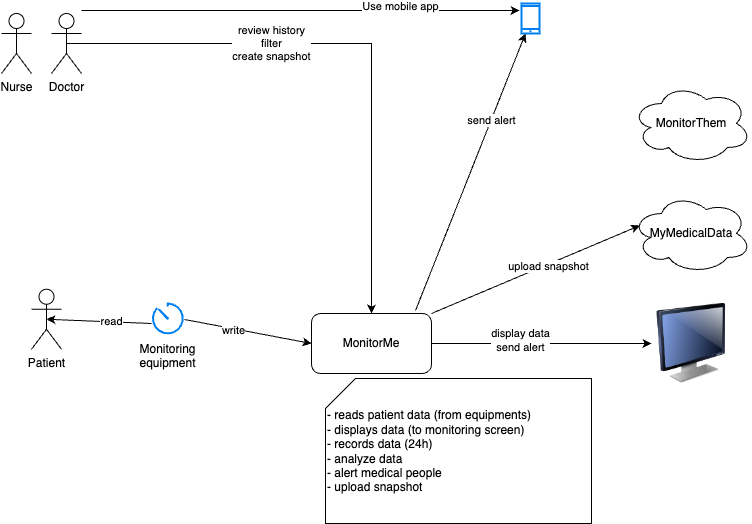 Use mobile app
review history
filter
create snapshot
Nurse
Doctor
send alert
MonitorThem
MyMedicalData
upload snapshot
read
write
Patient
Monitoring
equipment
MonitorMe
display data
send alert
- reads patient data (from equipments)
- displays data (to monitoring screen)
- records data (24h)
- analyze data
- alert medical people
- upload snapshot